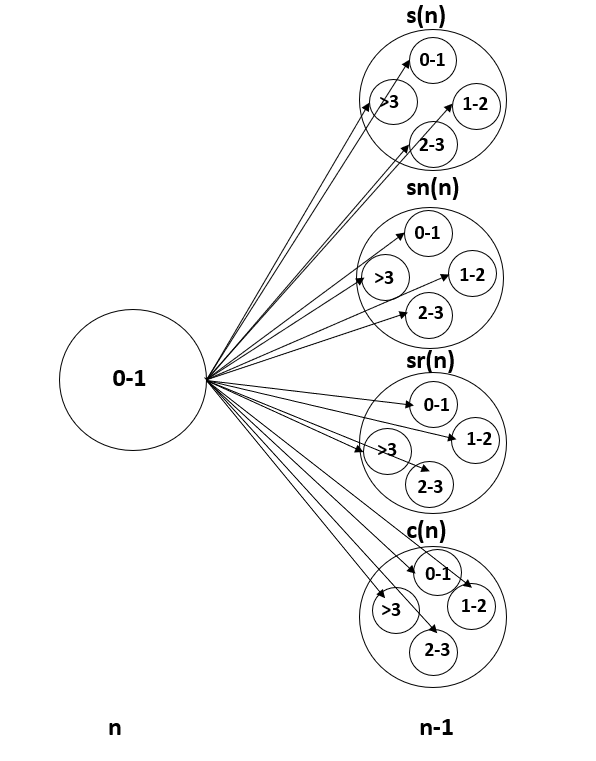 s(n)
0-1
>3
1-2
2-3
sn(n)
0-1
>3
1-2
2-3
sr(n)
0-1
0-1
1-2
>3
2-3
c(n)
0-1
>3
1-2
2-3
n
n-1